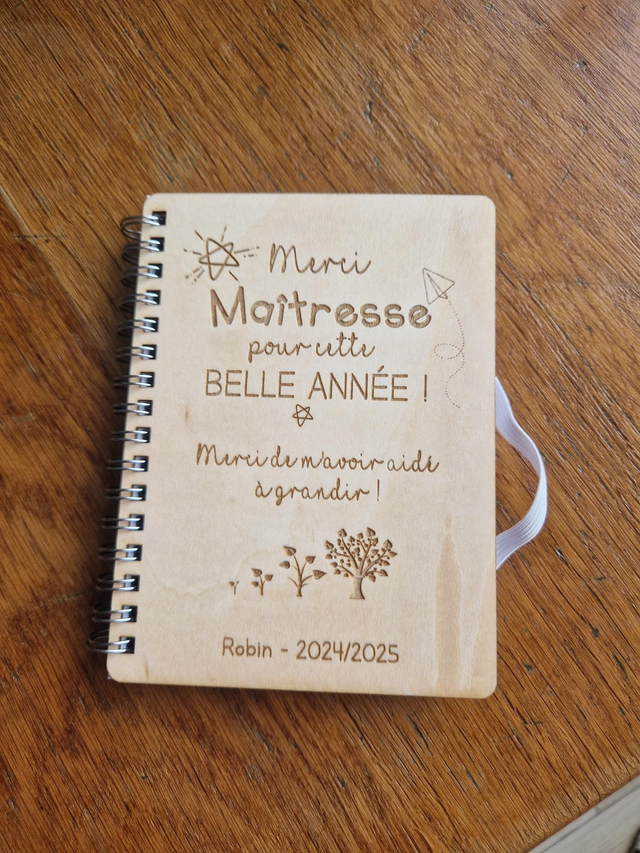 Merci
Maîtresse
pour cette
BELLE ANNÉE !
Merci de m'avoir aidé
à grandir !
Robin - 2024/2025